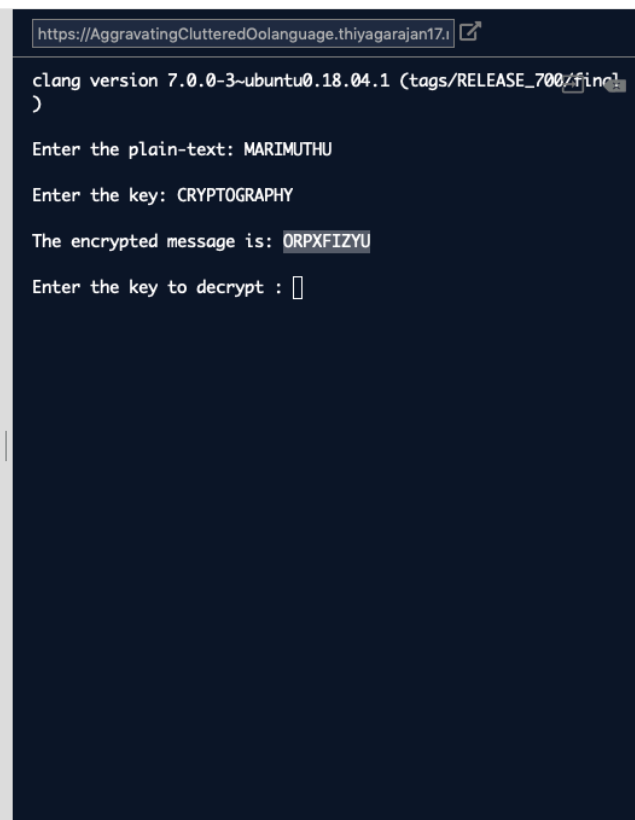 https://AggravatingClutteredOolanguage.thiyagarajan17.r
clang version 7.0.0-3~ubuntu0.18.04.1 (tags/RELEASE_700/final
)
Enter the plain-text: MARIMUTHU
Enter the key: CRYPTOGRAPHY
The encrypted message is: ORPXFIZYU
Enter the key to decrypt :